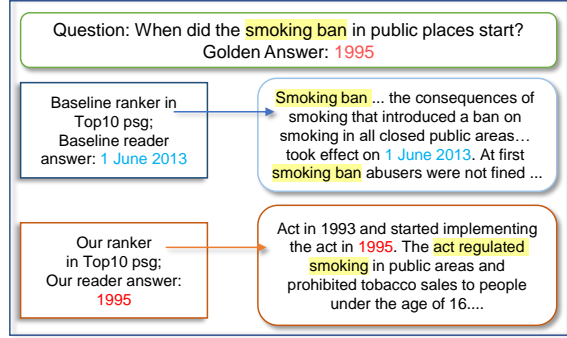 Question: When did the smoking ban in public places start?
Golden Answer: 1995
Baseline ranker in
Top10 psg;
Baseline reader
answer: 1 June 2013
Smoking ban ... the consequences of
smoking that introduced a ban on
smoking in all closed public areas…
took effect on 1 June 2013. At first
smoking ban abusers were not fined ...
Our ranker
in Top10 psg;
Our reader answer:
1995
Act in 1993 and started implementing
the act in 1995. The act regulated
smoking in public areas and
prohibited tobacco sales to people
under the age of 16....